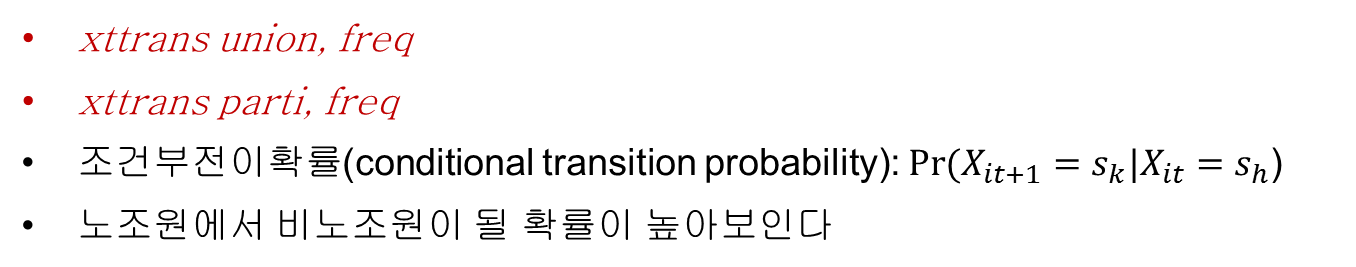 • xttrans union, freq
• xttrans parti, freq
• 조건부전이확률(conditional transition probability): Pr(X_{it+1} = s_k|X_{it} = s_h)
• 노조원에서 비노조원이 될 확률이 높아보인다